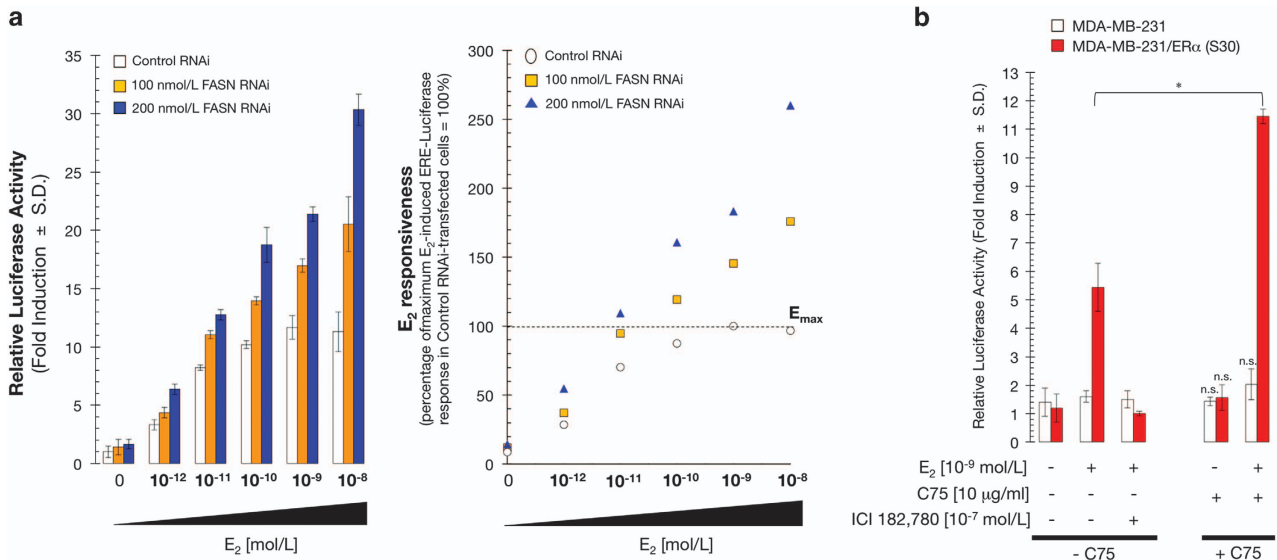 a
Relative Luciferase Activity
(Fold Induction ± S.D.)
35
30
25
20
15
10
5
0
Control RNAi
100 nmol/L FASN RNAi
200 nmol/L FASN RNAi
0 10-12 10-11 10-10 10-9 10-8
E2 [mol/L]
E2 responsiveness
(percentage ofmaximum E2-induced ERE-Luciferase
response in Control RNAi-transfected cells = 100%)
300
250
200
150
100
50
0
Control RNAi
100 nmol/L FASN RNAi
200 nmol/L FASN RNAi
Emax
0 10-12 10-11 10-10 10-9 10-8
E2 [mol/L]
b
MDA-MB-231
MDA-MB-231/ERα (S30)
Relative Luciferase Activity (Fold Induction ± S.D.)
13
12
11
10
9
8
7
6
5
4
3
2
1
0
*
n.s.
n.s.
n.s.
E2 [10-9 mol/L] - + + - +
C75 [10 μg/ml] - - - + +
ICI 182,780 [10-7 mol/L] - - + - -
- C75 + C75